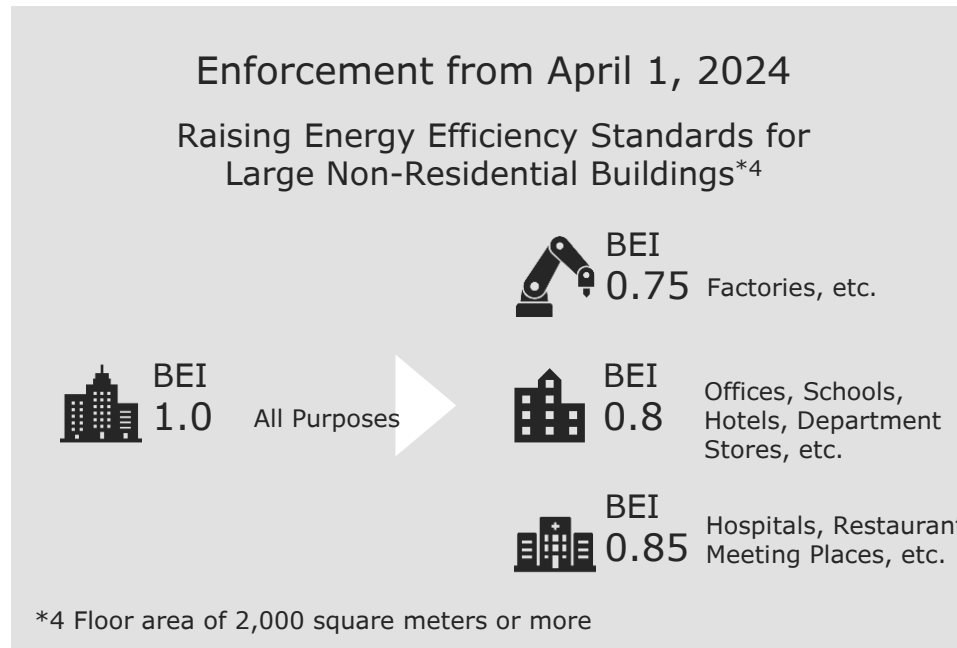 Enforcement from April 1, 2024
Raising Energy Efficiency Standards for
Large Non-Residential Buildings*4
BEI
1.0 All Purposes
BEI
0.75 Factories, etc.
BEI
0.8
Offices, Schools,
Hotels, Department
Stores, etc.
BEI
0.85
Hospitals, Restaurant
Meeting Places, etc.
*4 Floor area of 2,000 square meters or more